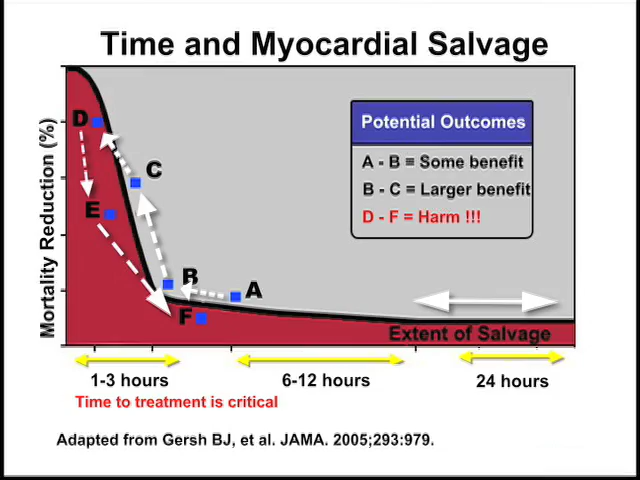 Time and Myocardial Salvage
Mortality Reduction (%)
D
C
E
B
A
F
Potential Outcomes
A - B = Some benefit
B - C = Larger benefit
D - F = Harm !!!
Extent of Salvage
1-3 hours
6-12 hours
24 hours
Time to treatment is critical
Adapted from Gersh BJ, et al. JAMA. 2005;293:979.